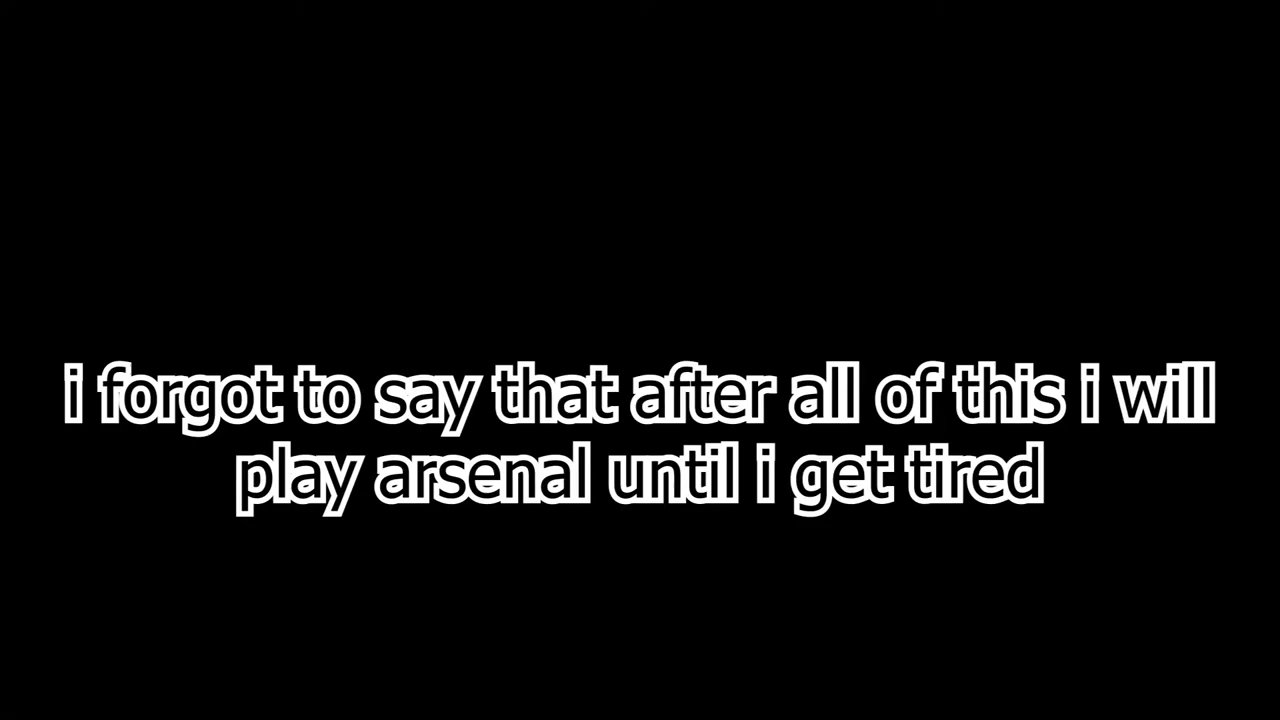 i forgot to say that after all of this i will
play arsenal until i get tired